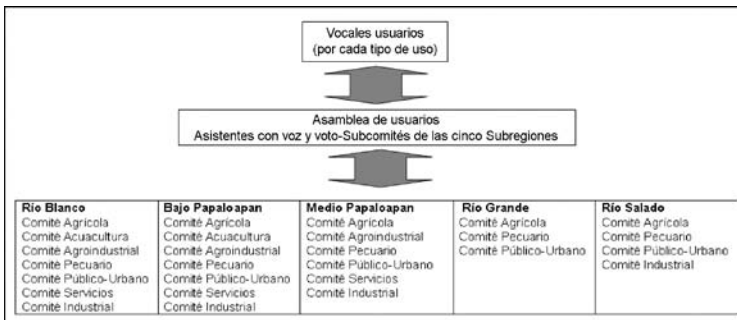 Vocales usuarios
(por cada tipo de uso)
Asamblea de usuarios
Asistentes con voz y voto-Subcomités de las cinco Subregiones
Río Blanco
Comité Agrícola
Comité Acuacultura
Comité Agroindustrial
Comité Pecuario
Comité Público-Urbano
Comité Servicios
Comité Industrial
Bajo Papaloapan
Comité Agrícola
Comité Acuacultura
Comité Agroindustrial
Comité Pecuario
Comité Público-Urbano
Comité Servicios
Comité Industrial
Medio Papaloapan
Comité Agrícola
Comité Agroindustrial
Comité Pecuario
Comité Público-Urbano
Comité Servicios
Comité Industrial
Río Grande
Comité Agrícola
Comité Pecuario
Comité Público-Urbano
Río Salado
Comité Agrícola
Comité Pecuario
Comité Público-Urbano
Comité Industrial